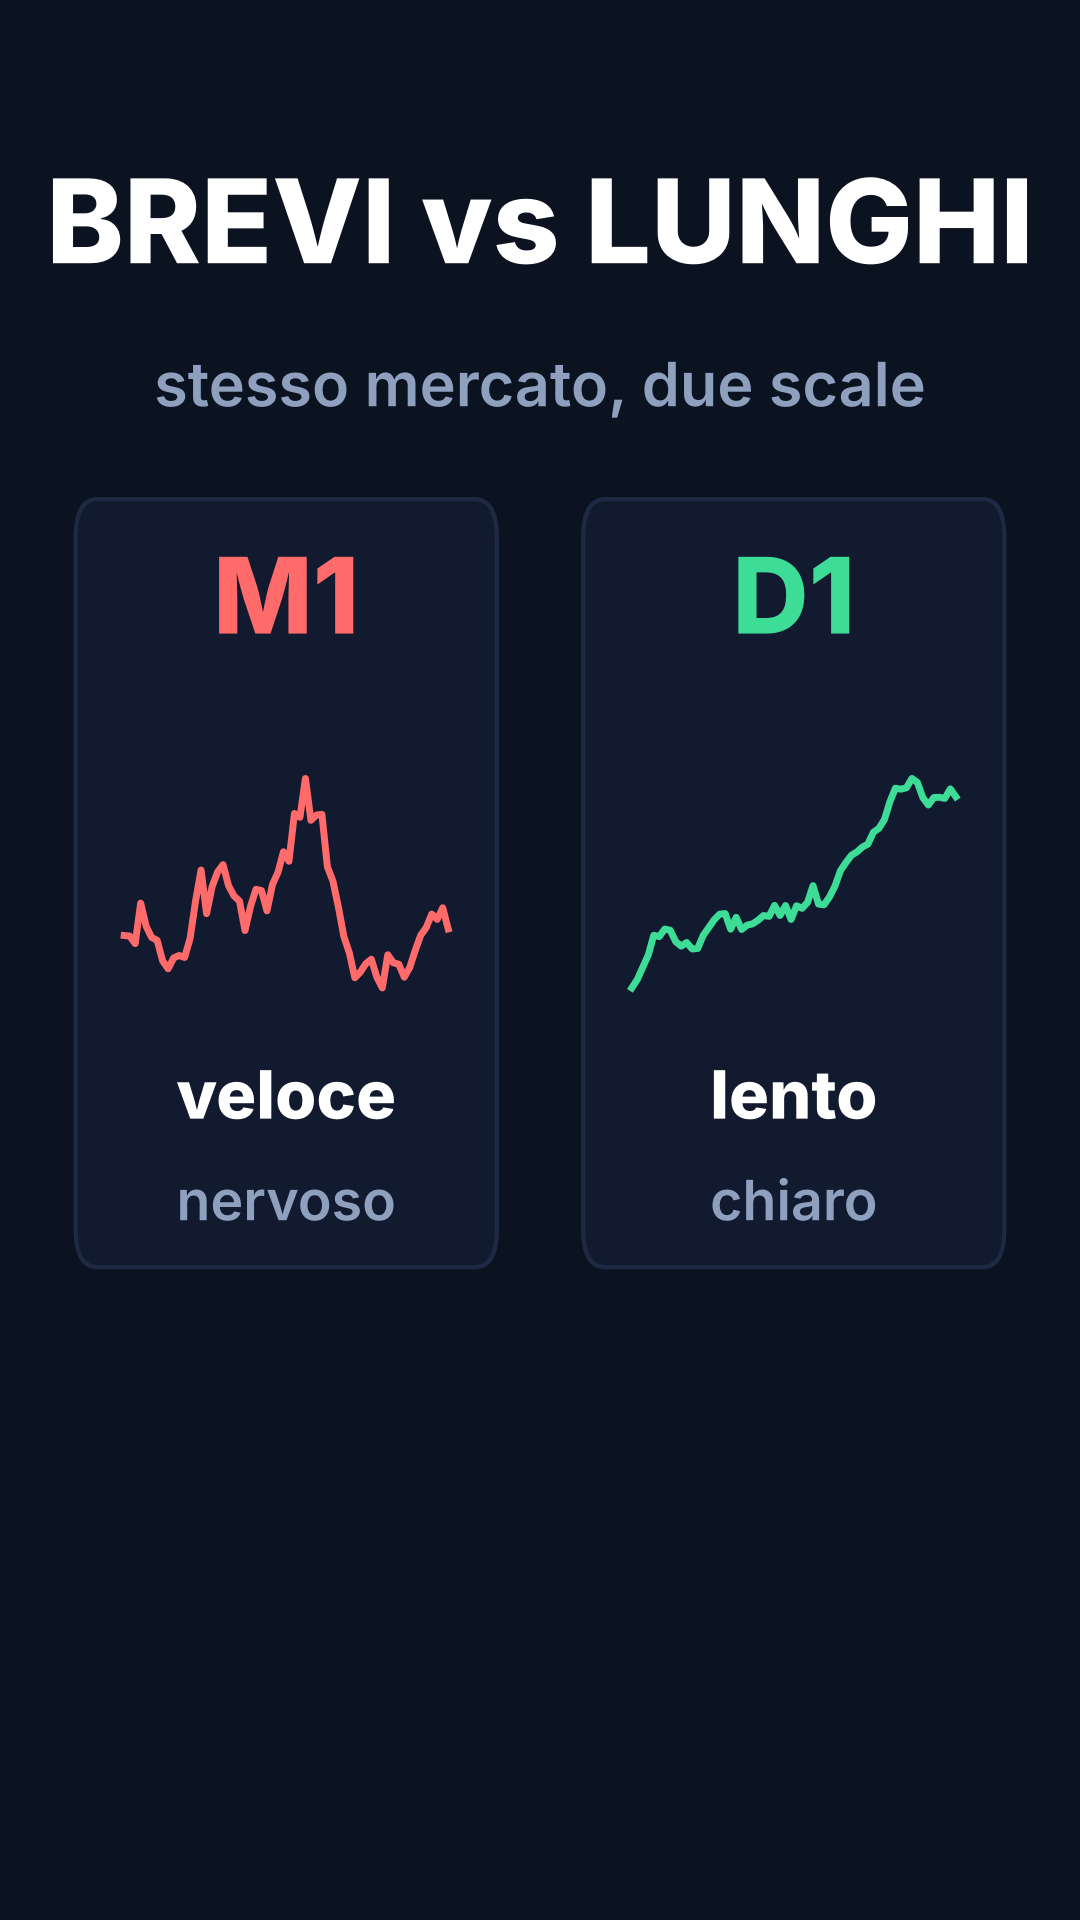 BREVI vs LUNGHI
stesso mercato, due scale
M1
veloce
nervoso
D1
lento
chiaro